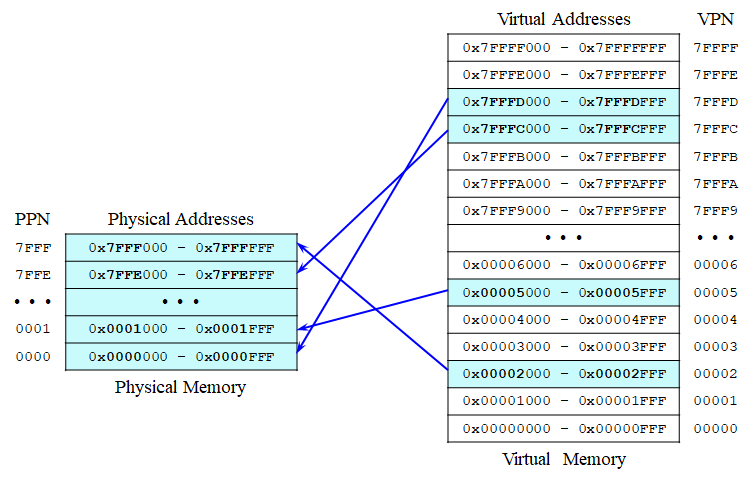 Virtual Addresses VPN
0x7FFFF000 – 0x7FFFFFFF 7FFFF
0x7FFFE000 – 0x7FFFEFFF 7FFFE
0x7FFFD000 – 0x7FFFDFFF 7FFFD
0x7FFFC000 – 0x7FFFCFFF 7FFFC
0x7FFFB000 – 0x7FFFBFFF 7FFFB
0x7FFFA000 – 0x7FFFAFFF 7FFFA
0x7FFF9000 – 0x7FFF9FFF 7FFF9
• • • • • •
0x00006000 – 0x00006FFF 00006
0x00005000 – 0x00005FFF 00005
0x00004000 – 0x00004FFF 00004
0x00003000 – 0x00003FFF 00003
0x00002000 – 0x00002FFF 00002
0x00001000 – 0x00001FFF 00001
0x00000000 – 0x00000FFF 00000
Virtual Memory
PPN Physical Addresses
7FFF 0x7FFF000 – 0x7FFFFFF
7FFE 0x7FFE000 – 0x7FFEFFF
• • • • • •
0001 0x0001000 – 0x0001FFF
0000 0x0000000 – 0x0000FFF
Physical Memory